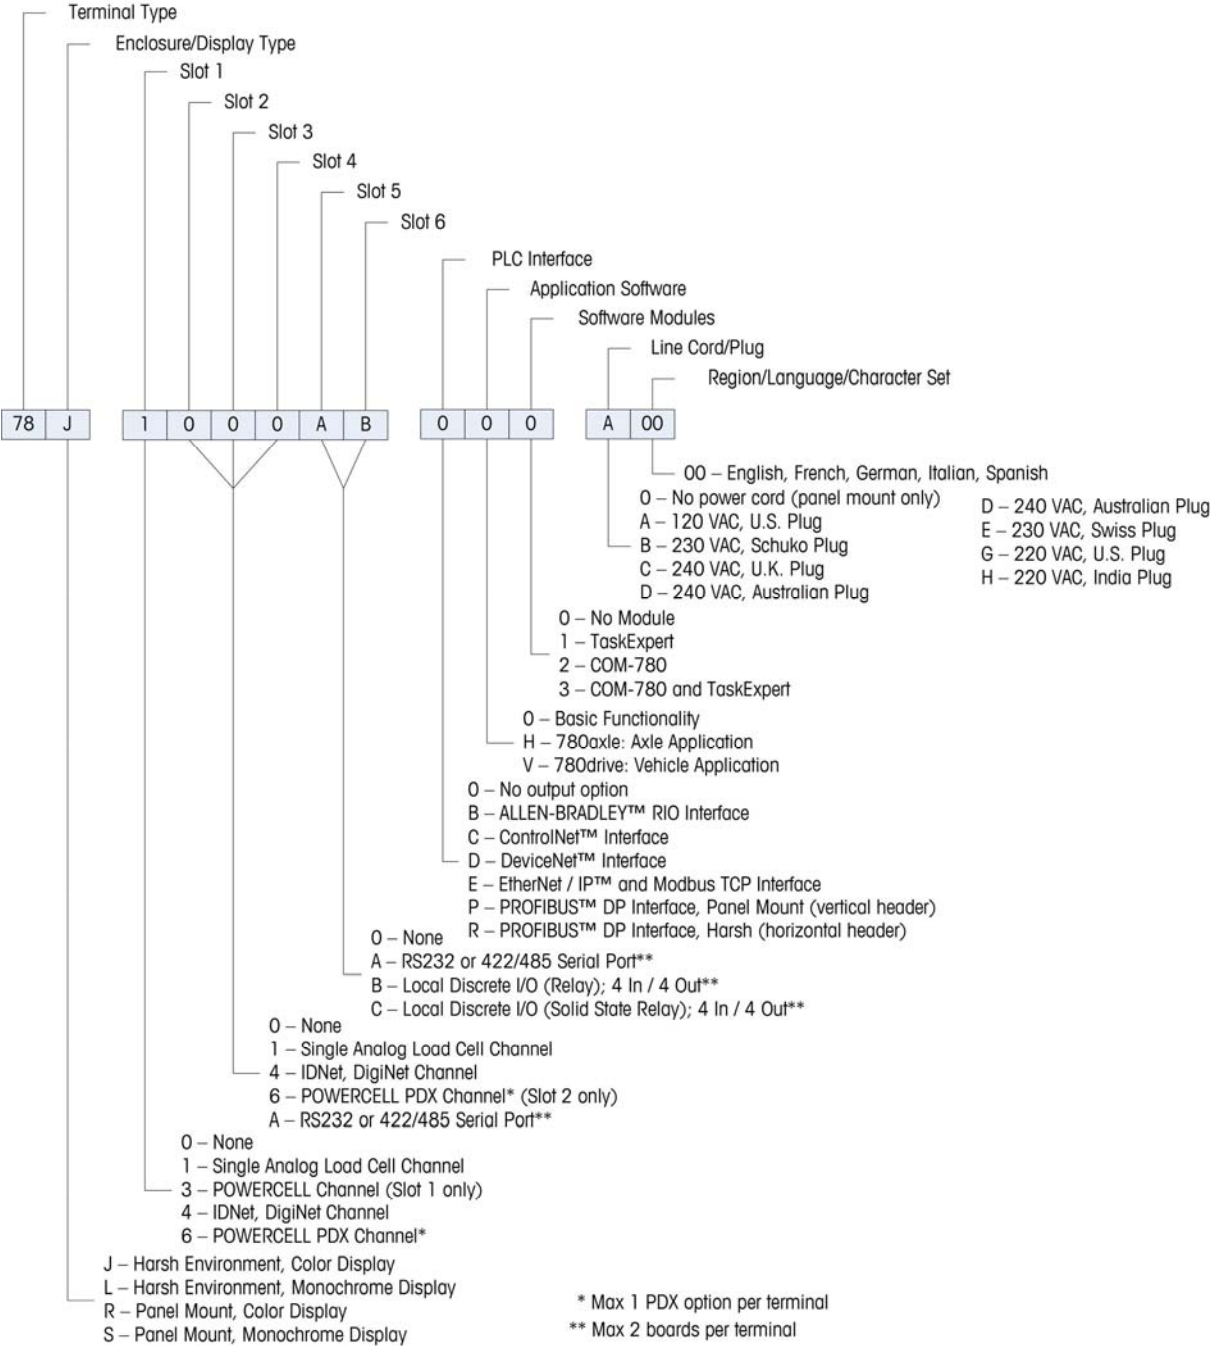 Terminal Type
Enclosure/Display Type
Slot 1
Slot 2
Slot 3
Slot 4
Slot 5
Slot 6
PLC Interface
Application Software
Software Modules
Line Cord/Plug
Region/Language/Character Set
78 J 1 0 0 0 A B 0 0 0 A 00
00 – English, French, German, Italian, Spanish
0 – No power cord (panel mount only)
A – 120 VAC, U.S. Plug
B – 230 VAC, Schuko Plug
C – 240 VAC, U.K. Plug
D – 240 VAC, Australian Plug
D – 240 VAC, Australian Plug
E – 230 VAC, Swiss Plug
G – 220 VAC, U.S. Plug
H – 220 VAC, India Plug
0 – No Module
1 – TaskExpert
2 – COM-780
3 – COM-780 and TaskExpert
0 – Basic Functionality
H – 780axle: Axle Application
V – 780drive: Vehicle Application
0 – No output option
B – ALLEN-BRADLEY™ RIO Interface
C – ControlNet™ Interface
D – DeviceNet™ Interface
E – EtherNet / IP™ and Modbus TCP Interface
P – PROFIBUS™ DP Interface, Panel Mount (vertical header)
R – PROFIBUS™ DP Interface, Harsh (horizontal header)
0 – None
A – RS232 or 422/485 Serial Port**
B – Local Discrete I/O (Relay); 4 In / 4 Out**
C – Local Discrete I/O (Solid State Relay); 4 In / 4 Out**
0 – None
1 – Single Analog Load Cell Channel
4 – IDNet, DigiNet Channel
6 – POWERCELL PDX Channel* (Slot 2 only)
A – RS232 or 422/485 Serial Port**
0 – None
1 – Single Analog Load Cell Channel
3 – POWERCELL Channel (Slot 1 only)
4 – IDNet, DigiNet Channel
6 – POWERCELL PDX Channel*
J – Harsh Environment, Color Display
L – Harsh Environment, Monochrome Display
R – Panel Mount, Color Display
S – Panel Mount, Monochrome Display
* Max 1 PDX option per terminal
** Max 2 boards per terminal